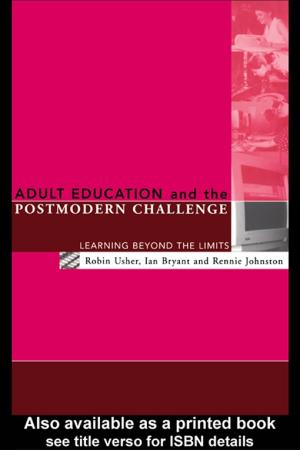 ADULT EDUCATION and the
POSTMODERN CHALLENGE
LEARNING BEYOND THE LIMITS
Robin Usher, Ian Bryant and Rennie Johnston
Also available as a printed book
see title verso for ISBN details